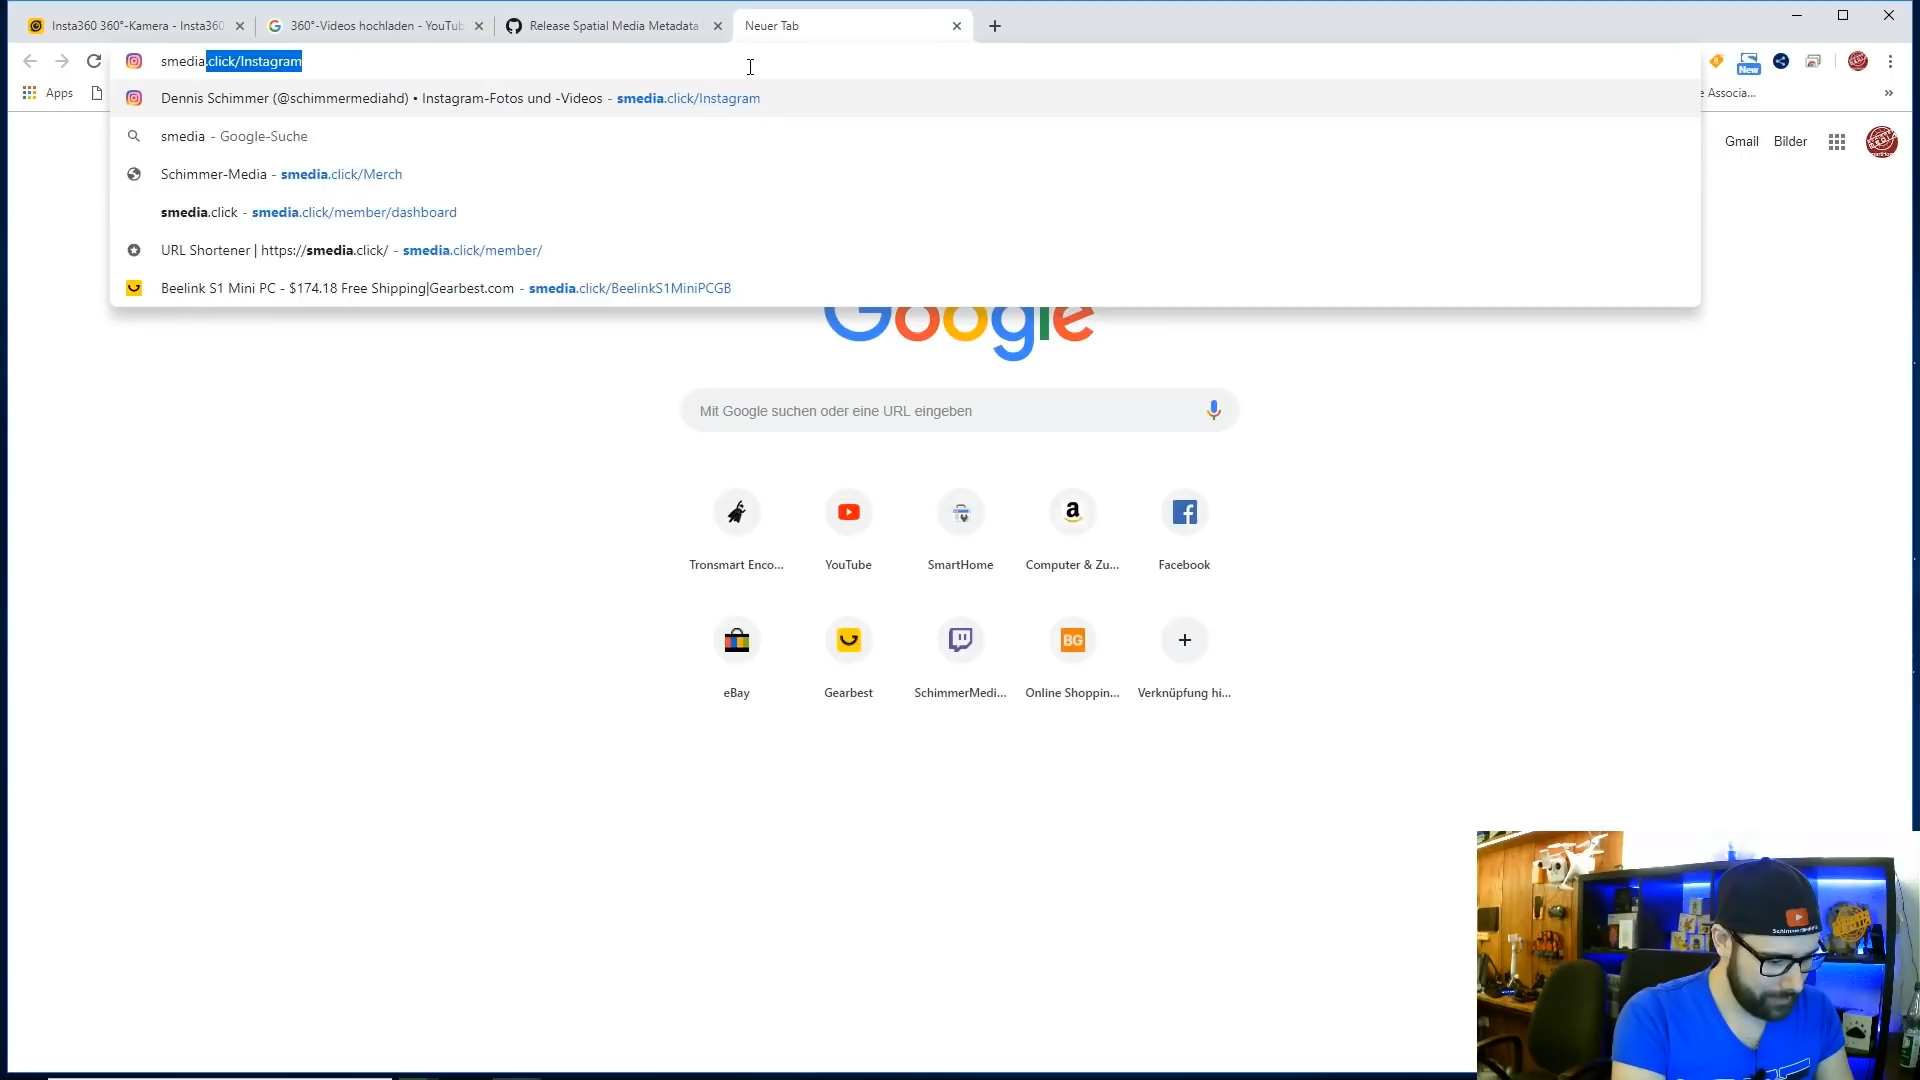 Insta360 360°-Kamera - Insta360
360°-Videos hochladen - YouTub
Release Spatial Media Metadata
Neuer Tab
smedia.click/Instagram
New
Apps
e Associa...
»
Dennis Schimmer (@schimmermediahd) • Instagram-Fotos und -Videos - smedia.click/Instagram
smedia - Google-Suche
Schimmer-Media - smedia.click/Merch
smedia.click - smedia.click/member/dashboard
URL Shortener | https://smedia.click/ - smedia.click/member/
Beelink S1 Mini PC - $174.18 Free Shipping|Gearbest.com - smedia.click/BeelinkS1MiniPCGB
Gmail
Bilder
Google
Mit Google suchen oder eine URL eingeben
Tronsmart Enco...
YouTube
SmartHome
Computer & Zu...
Facebook
BG
eBay
Gearbest
SchimmerMedi...
Online Shoppin...
Verknüpfung hi...